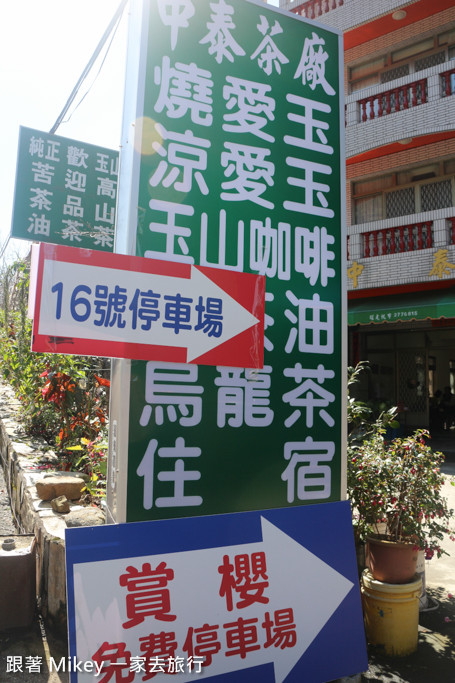 中泰茶廠
燒愛玉
涼愛玉
玉山咖啡
油
烏龍茶
住宿
玉山高山茶
歡迎品茶
純正苦茶油
16號停車場
賞櫻
免費停車場
中泰
跟著 Mikey 一家去旅行